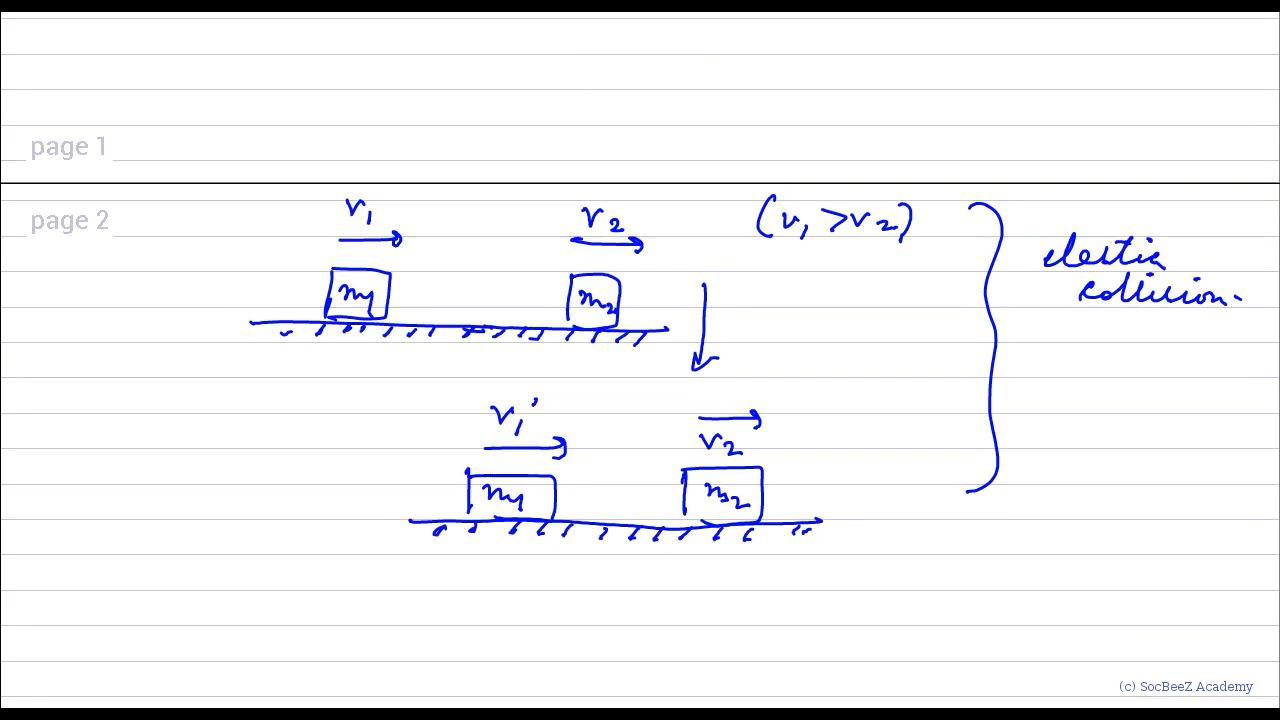 page 1
page 2
v₁
v₂
(v₁ > v₂)
m₁
m₂
elastic
collision.
v₁'
v₂
m₁
m₂
(c) SocBeeZ Academy